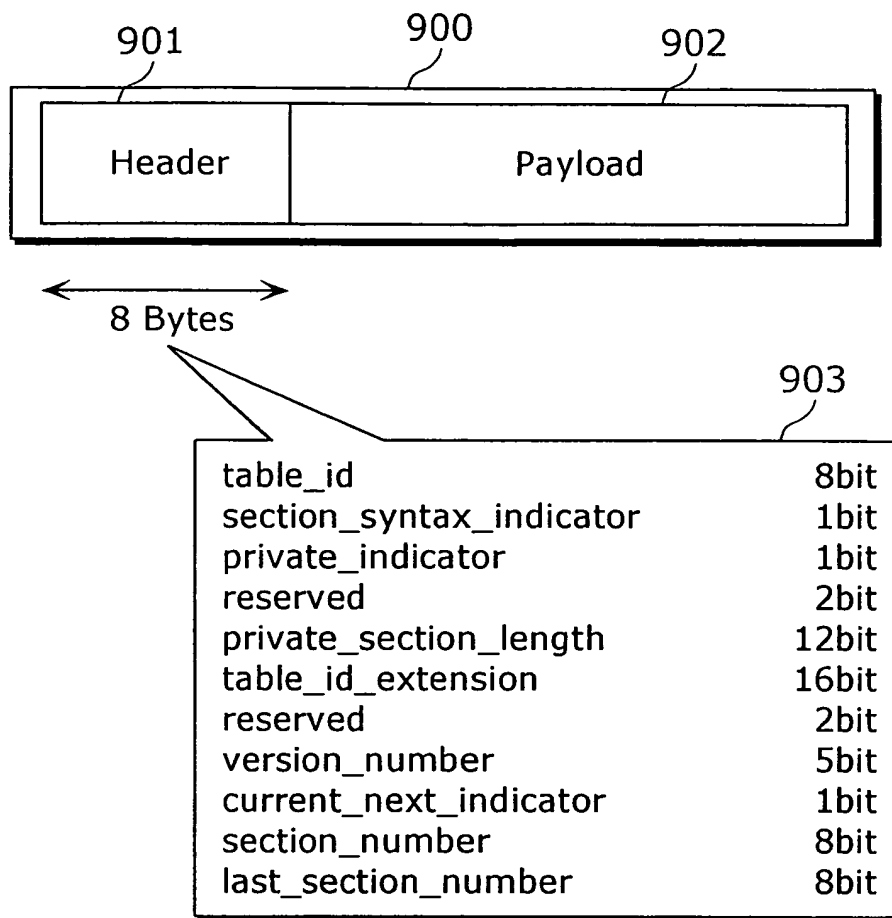 901
900
902
Header
Payload
8 Bytes
903
table_id 8bit
section_syntax_indicator 1bit
private_indicator 1bit
reserved 2bit
private_section_length 12bit
table_id_extension 16bit
reserved 2bit
version_number 5bit
current_next_indicator 1bit
section_number 8bit
last_section_number 8bit